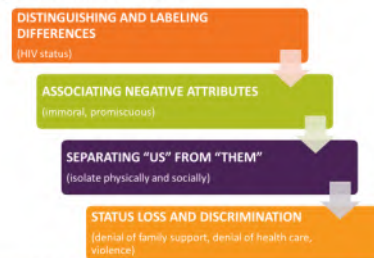 DISTINGUISHING AND LABELING
DIFFERENCES
(HIV status)
ASSOCIATING NEGATIVE ATTRIBUTES
(immoral, promiscuous)
SEPARATING “US” FROM “THEM”
(isolate physically and socially)
STATUS LOSS AND DISCRIMINATION
(denial of family support, denial of health care,
violence)